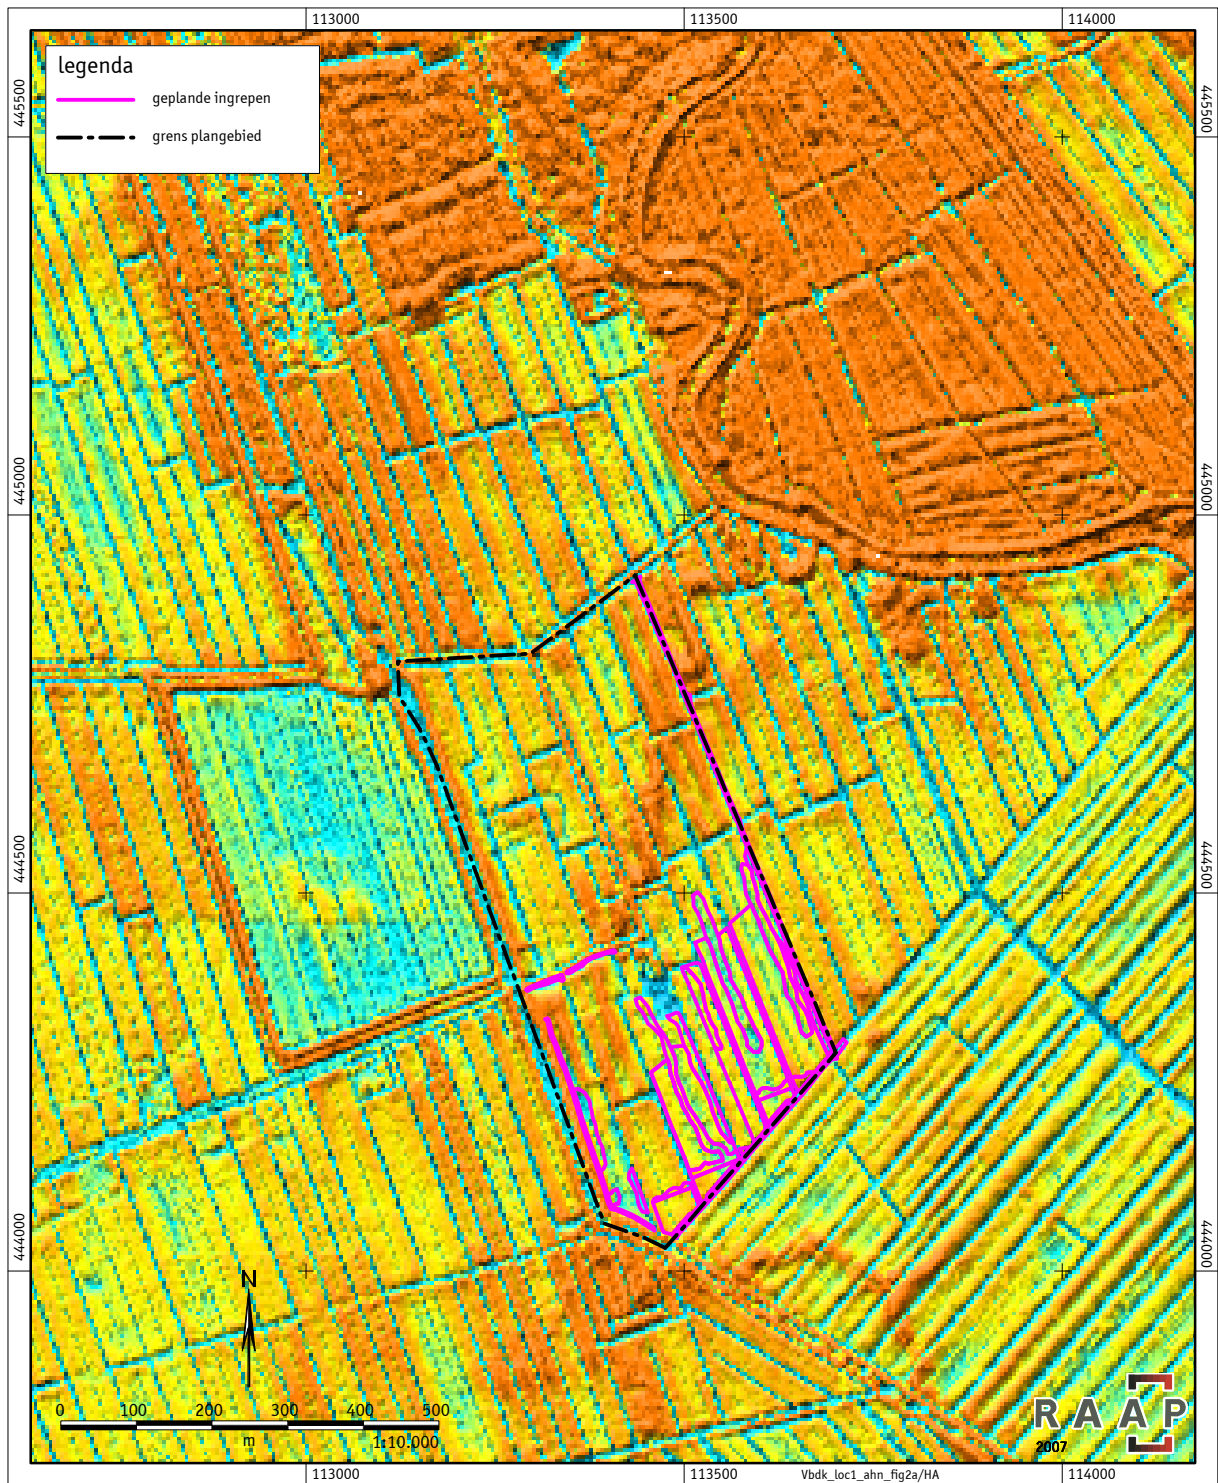 113000 113500 114000
legenda
geplande ingrepen
grens plangebied
445500 445500
445000 445000
444500 444500
444000 444000
N
0 100 200 300 400 500
m 1:10.000
RAAP
2007
Vbdk_loc1_ahn_fig2a/HA
113000 113500 114000